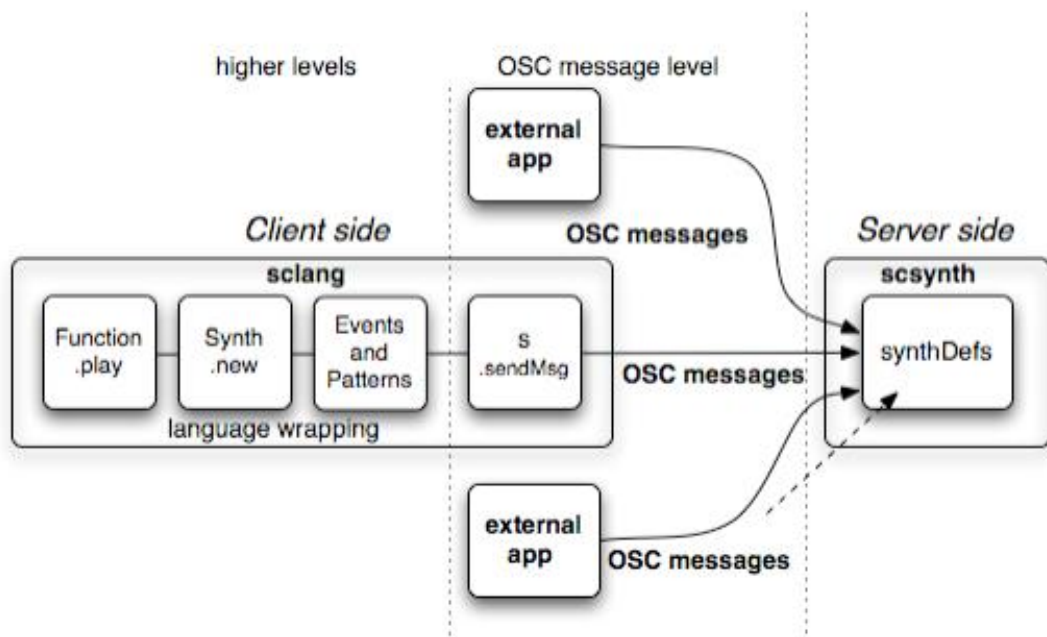 higher levels
OSC message level
external
app
Client side
OSC messages
Server side
sclang
scsynth
Function
.play
Synth
.new
Events
and
Patterns
s
.sendMsg
synthDefs
OSC messages
language wrapping
external
app
OSC messages